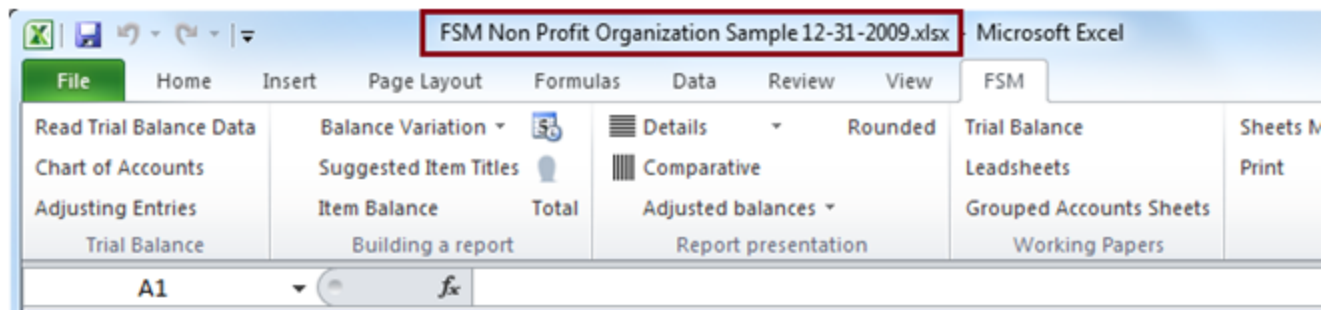 FSM Non Profit Organization Sample 12-31-2009.xlsx - Microsoft Excel
File Home Insert Page Layout Formulas Data Review View FSM
Read Trial Balance Data Balance Variation Details Rounded Trial Balance Sheets M
Chart of Accounts Suggested Item Titles Comparative Leadsheets Print
Adjusting Entries Item Balance Total Adjusted balances Grouped Accounts Sheets
Trial Balance Building a report Report presentation Working Papers
A1 fx